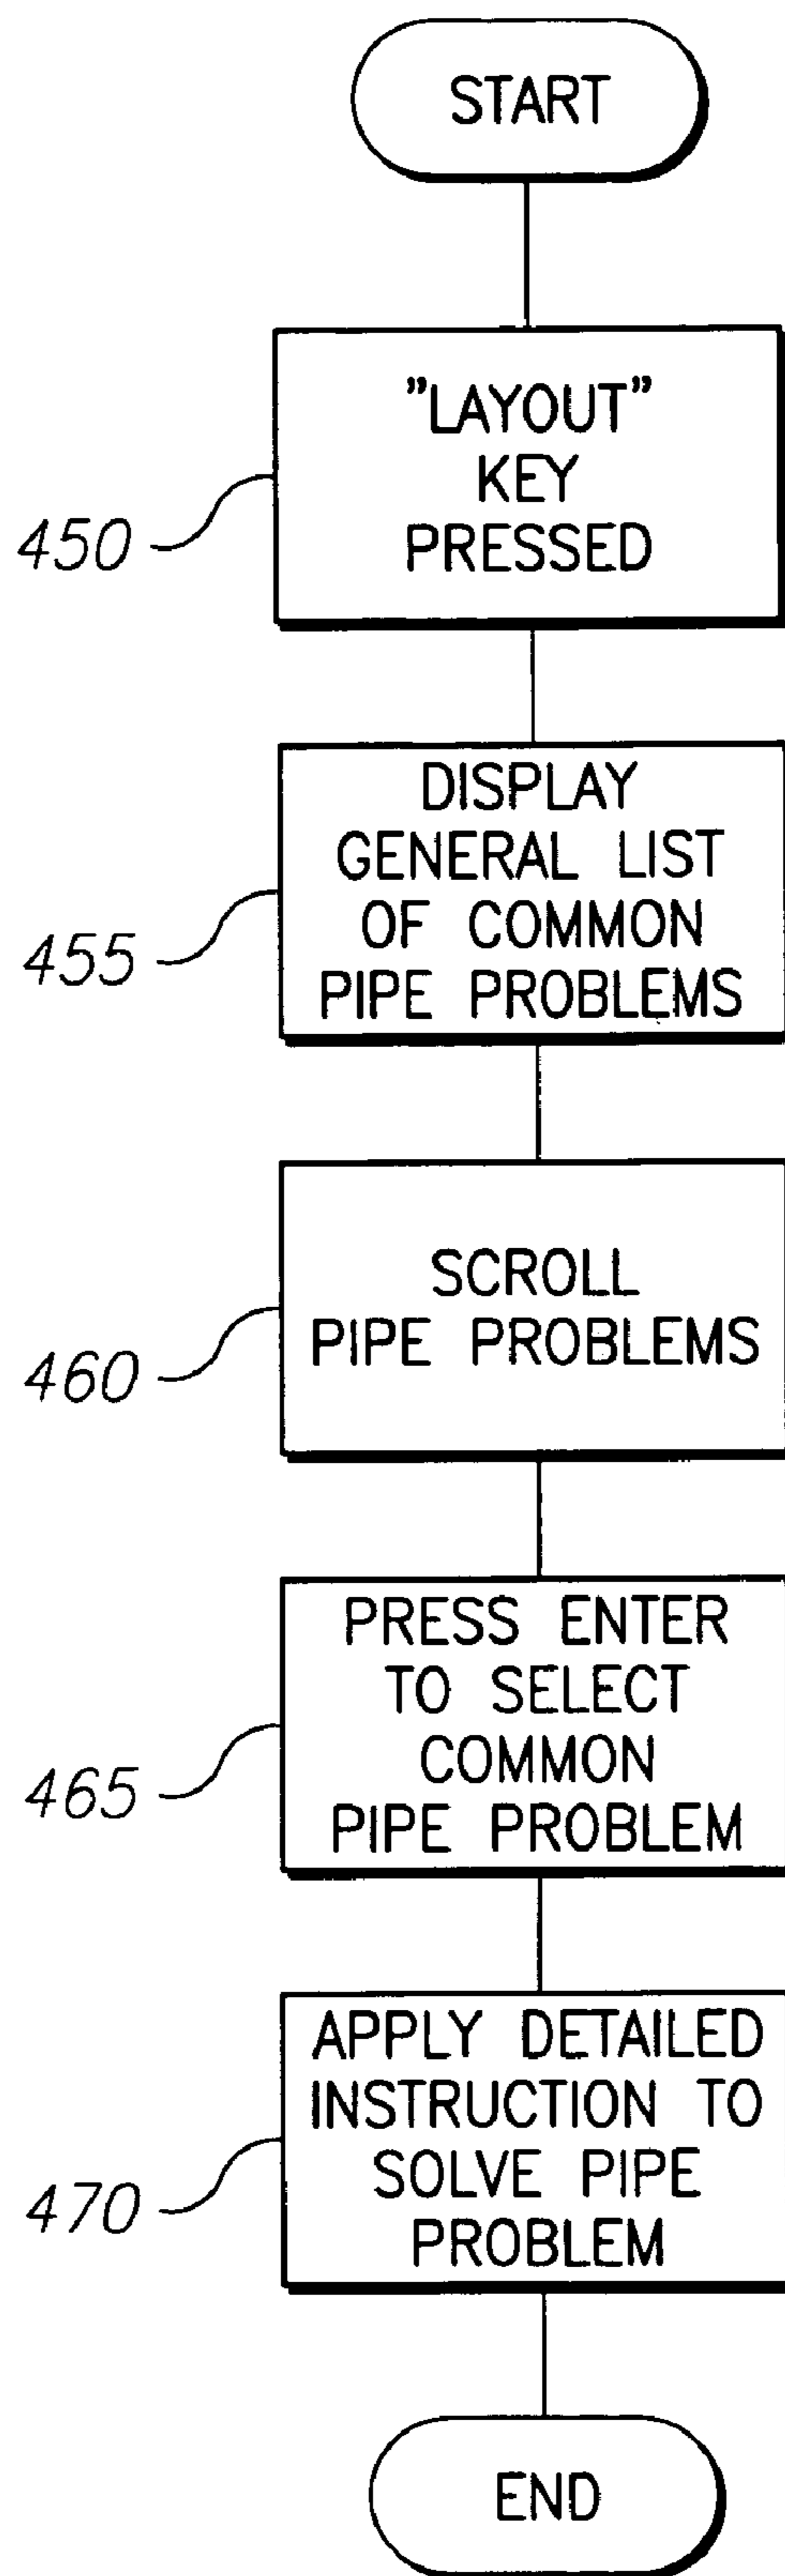 START
"LAYOUT"
KEY
PRESSED
450
DISPLAY
GENERAL LIST
OF COMMON
PIPE PROBLEMS
455
SCROLL
PIPE PROBLEMS
460
PRESS ENTER
TO SELECT
COMMON
PIPE PROBLEM
465
APPLY DETAILED
INSTRUCTION TO
SOLVE PIPE
PROBLEM
470
END